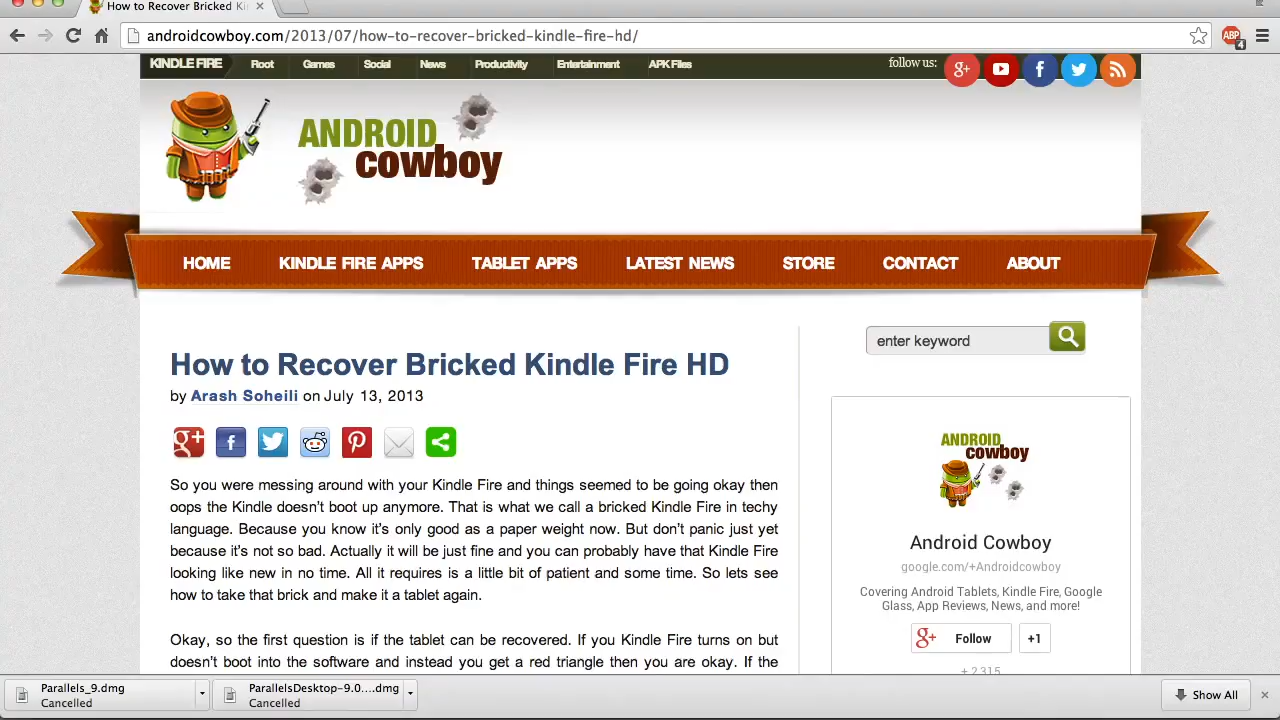 How to Recover Bricked Ki
androidcowboy.com/2013/07/how-to-recover-bricked-kindle-fire-hd/
ABP
4
KINDLE FIRE Root Games Social News Productivity Entertainment APK Files follow us:
ANDROID
cowboy
HOME KINDLE FIRE APPS TABLET APPS LATEST NEWS STORE CONTACT ABOUT
enter keyword
How to Recover Bricked Kindle Fire HD
by Arash Soheili on July 13, 2013
So you were messing around with your Kindle Fire and things seemed to be going okay then
oops the Kindle doesn't boot up anymore. That is what we call a bricked Kindle Fire in techy
language. Because you know it's only good as a paper weight now. But don't panic just yet
because it's not so bad. Actually it will be just fine and you can probably have that Kindle Fire
looking like new in no time. All it requires is a little bit of patient and some time. So lets see
how to take that brick and make it a tablet again.
Okay, so the first question is if the tablet can be recovered. If you Kindle Fire turns on but
doesn't boot into the software and instead you get a red triangle then you are okay. If the
ANDROID
cowboy
Android Cowboy
google.com/+Androidcowboy
Covering Android Tablets, Kindle Fire, Google
Glass, App Reviews, News, and more!
Follow +1
+ 2,315
Parallels_9.dmg
Cancelled
ParallelsDesktop-9.0....dmg
Cancelled
Show All